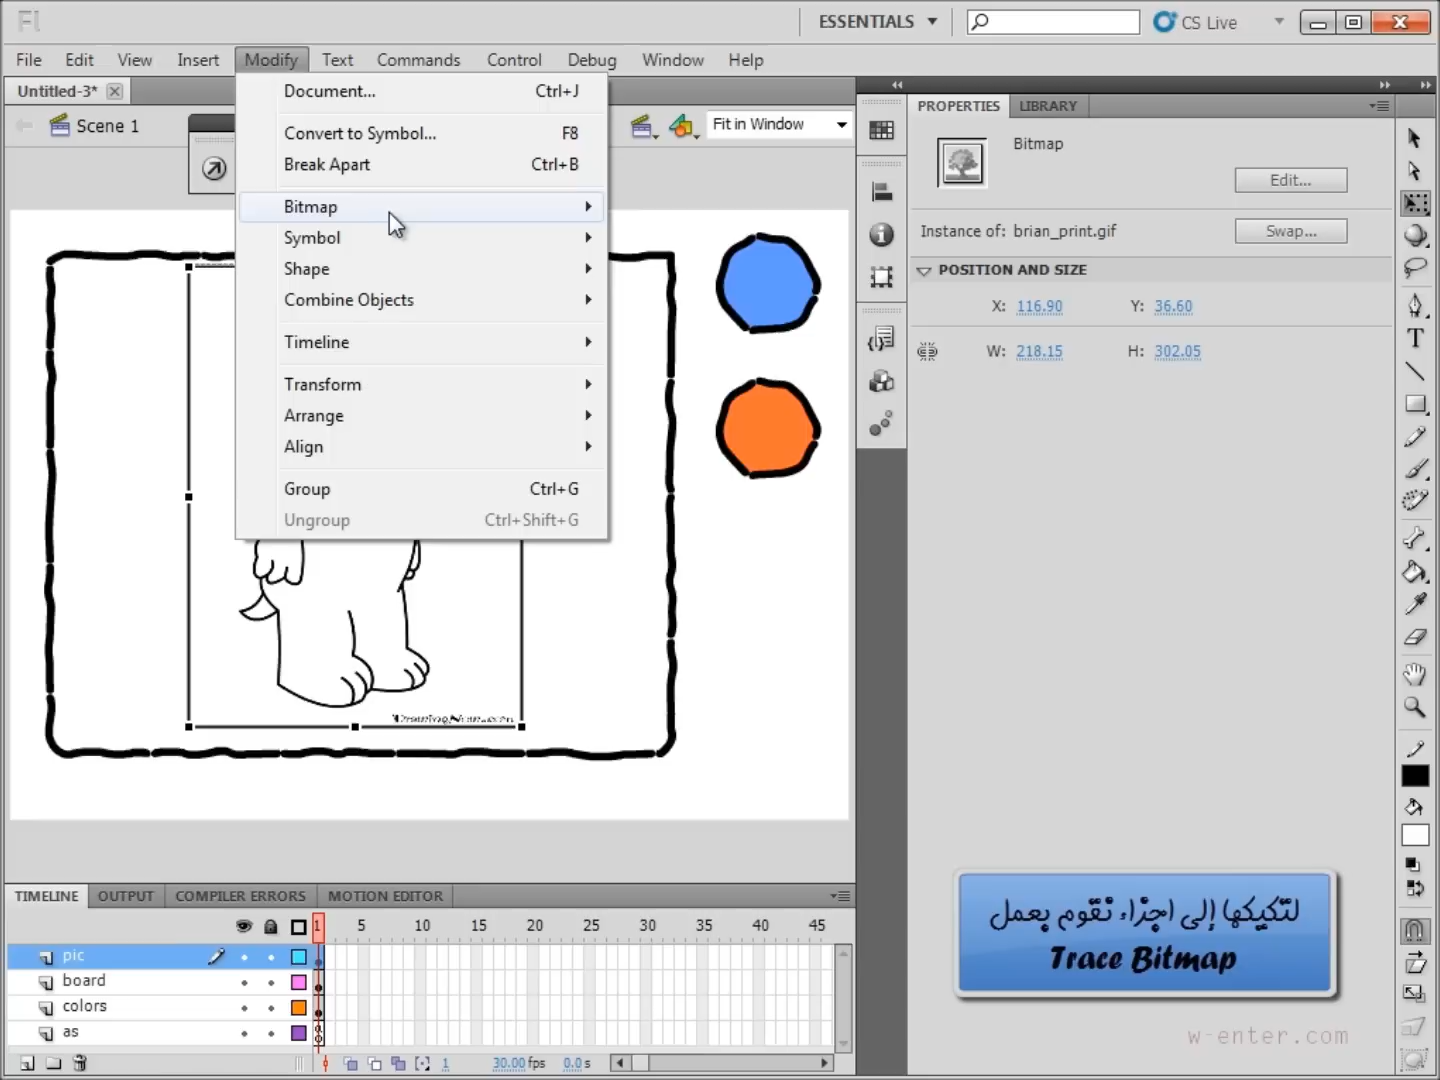 Fl
ESSENTIALS
CS Live
File Edit View Insert Modify Text Commands Control Debug Window Help
Untitled-3*
Scene 1
Fit in Window
Document... Ctrl+J
Convert to Symbol... F8
Break Apart Ctrl+B
Bitmap
Symbol
Shape
Combine Objects
Timeline
Transform
Arrange
Align
Group Ctrl+G
Ungroup Ctrl+Shift+G
PROPERTIES LIBRARY
Bitmap
Edit...
Instance of: brian_print.gif
Swap...
POSITION AND SIZE
X: 116.90 Y: 36.60
W: 218.15 H: 302.05
T
TIMELINE OUTPUT COMPILER ERRORS MOTION EDITOR
1 5 10 15 20 25 30 35 40 45
pic
board
colors
as
1 30.00 fps 0.0 s
لتكيكها إلى اجزاء نقوم بعمل
Trace Bitmap
w-enter.com